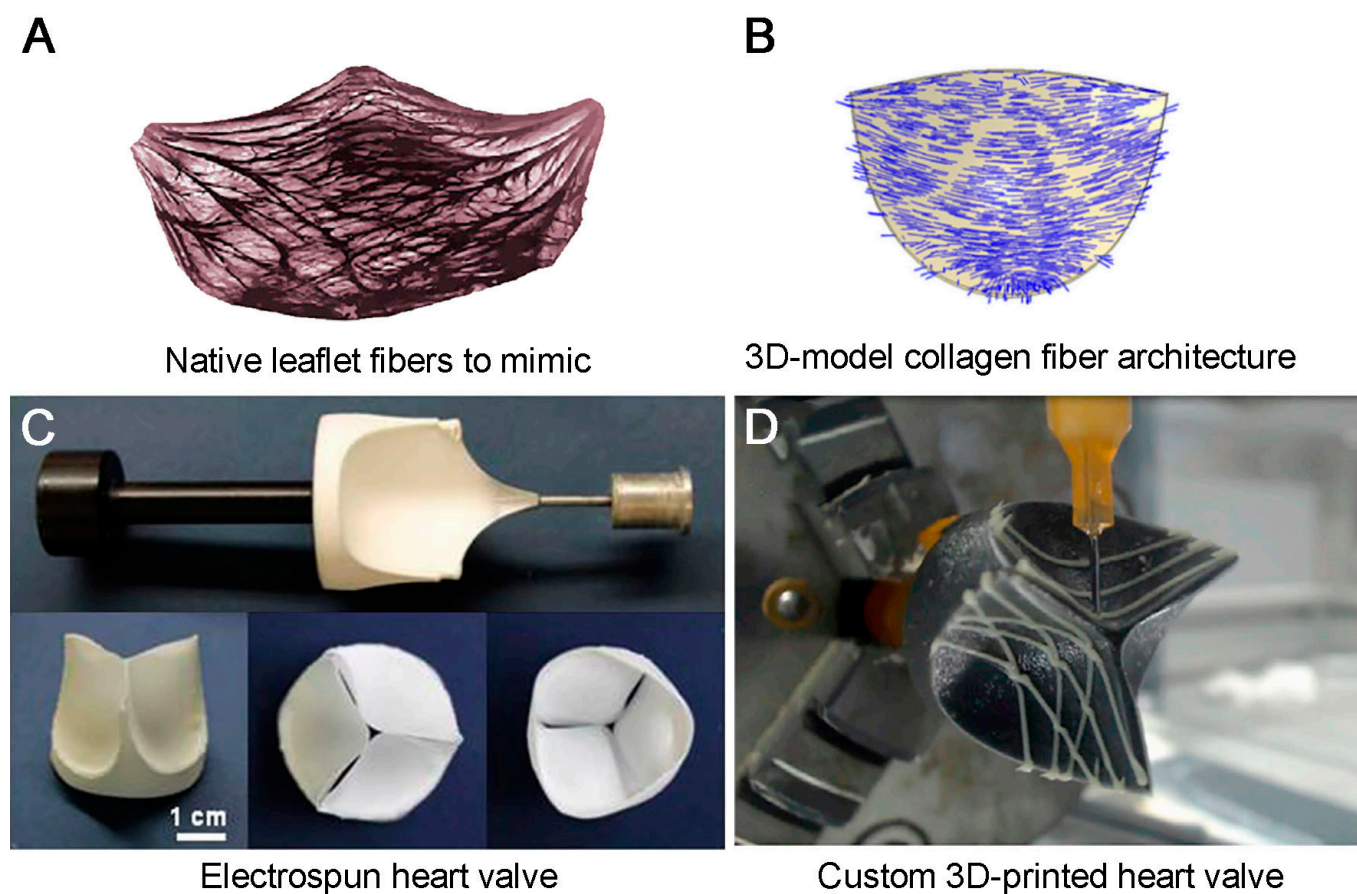 A
B
Native leaflet fibers to mimic
3D-model collagen fiber architecture
C
D
1 cm
Electrospun heart valve
Custom 3D-printed heart valve